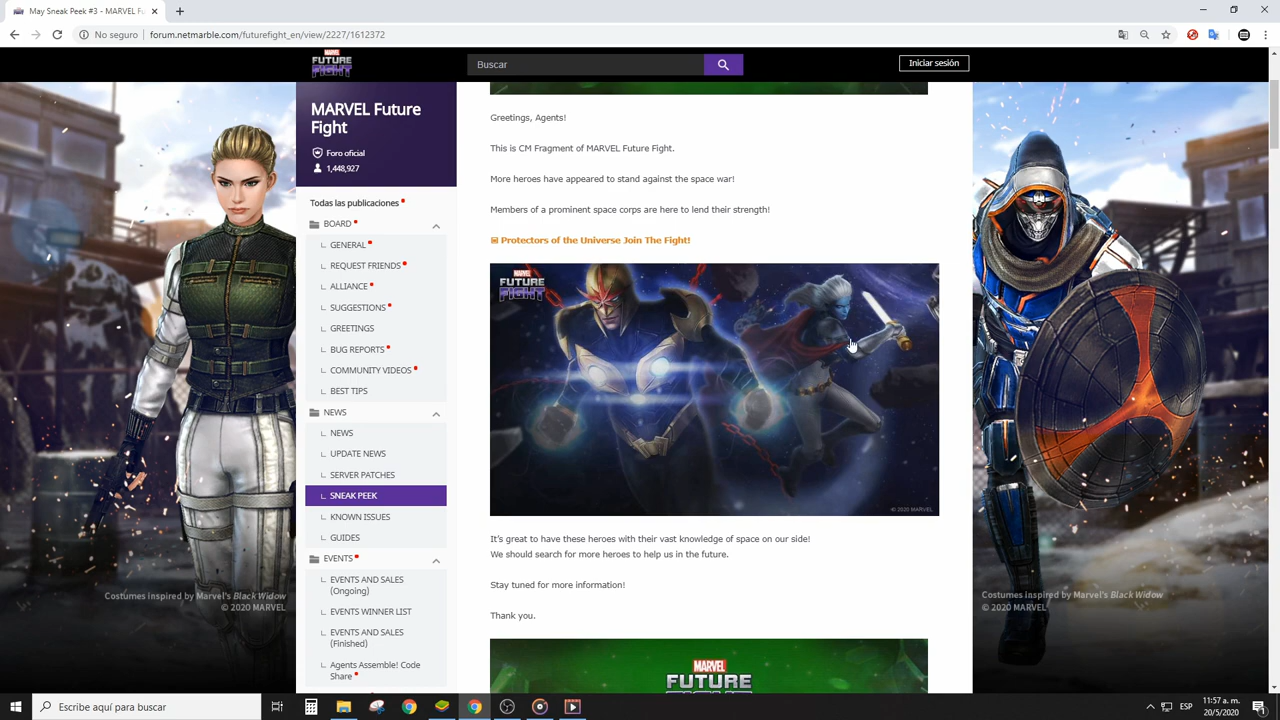 May Sneak Peek #3 - MARVEL Fu
No seguro
forum.netmarble.com/futurefight_en/view/2227/1612372
MARVEL
FUTURE
FIGHT
Buscar
Iniciar sesión
MARVEL Future
Fight
Foro oficial
1,448,927
Todas las publicaciones
BOARD
GENERAL
REQUEST FRIENDS
ALLIANCE
SUGGESTIONS
GREETINGS
BUG REPORTS
COMMUNITY VIDEOS
BEST TIPS
NEWS
NEWS
UPDATE NEWS
SERVER PATCHES
SNEAK PEEK
KNOWN ISSUES
GUIDES
EVENTS
EVENTS AND SALES
(Ongoing)
EVENTS WINNER LIST
EVENTS AND SALES
(Finished)
Agents Assemble! Code
Share
Greetings, Agents!
This is CM Fragment of MARVEL Future Fight.
More heroes have appeared to stand against the space war!
Members of a prominent space corps are here to lend their strength!
Protectors of the Universe Join The Fight!
MARVEL
FUTURE
FIGHT
© 2020 MARVEL
It's great to have these heroes with their vast knowledge of space on our side!
We should search for more heroes to help us in the future.
Stay tuned for more information!
Thank you.
MARVEL
FUTURE
FIGHT
Costumes inspired by Marvel's Black Widow
© 2020 MARVEL
Costumes inspired by Marvel's Black Widow
© 2020 MARVEL
Escribe aquí para buscar
ESP
11:57 a. m.
20/5/2020